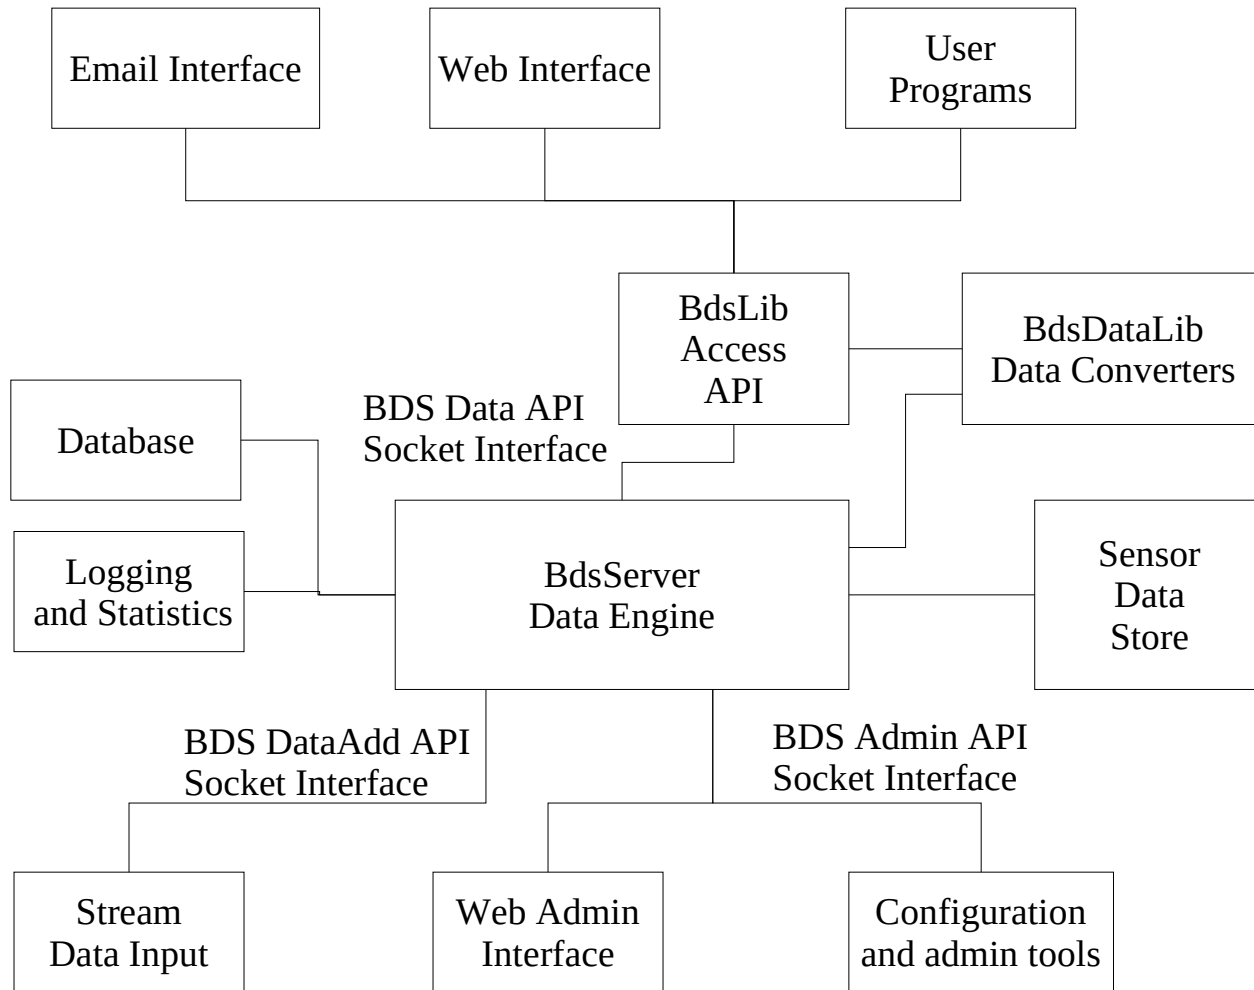 Email Interface
Web Interface
User
Programs
BdsLib
Access
API
BdsDataLib
Data Converters
BDS Data API
Socket Interface
Database
Logging
and Statistics
BdsServer
Data Engine
Sensor
Data
Store
BDS DataAdd API
Socket Interface
BDS Admin API
Socket Interface
Stream
Data Input
Web Admin
Interface
Configuration
and admin tools